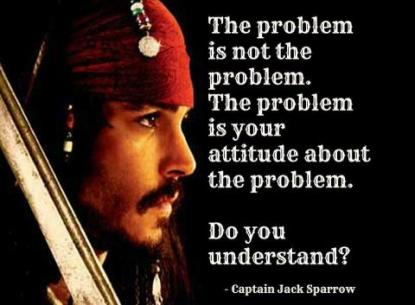 The problem
is not the
problem.
The problem
is your
attitude about
the problem.
Do you
understand?
- Captain Jack Sparrow